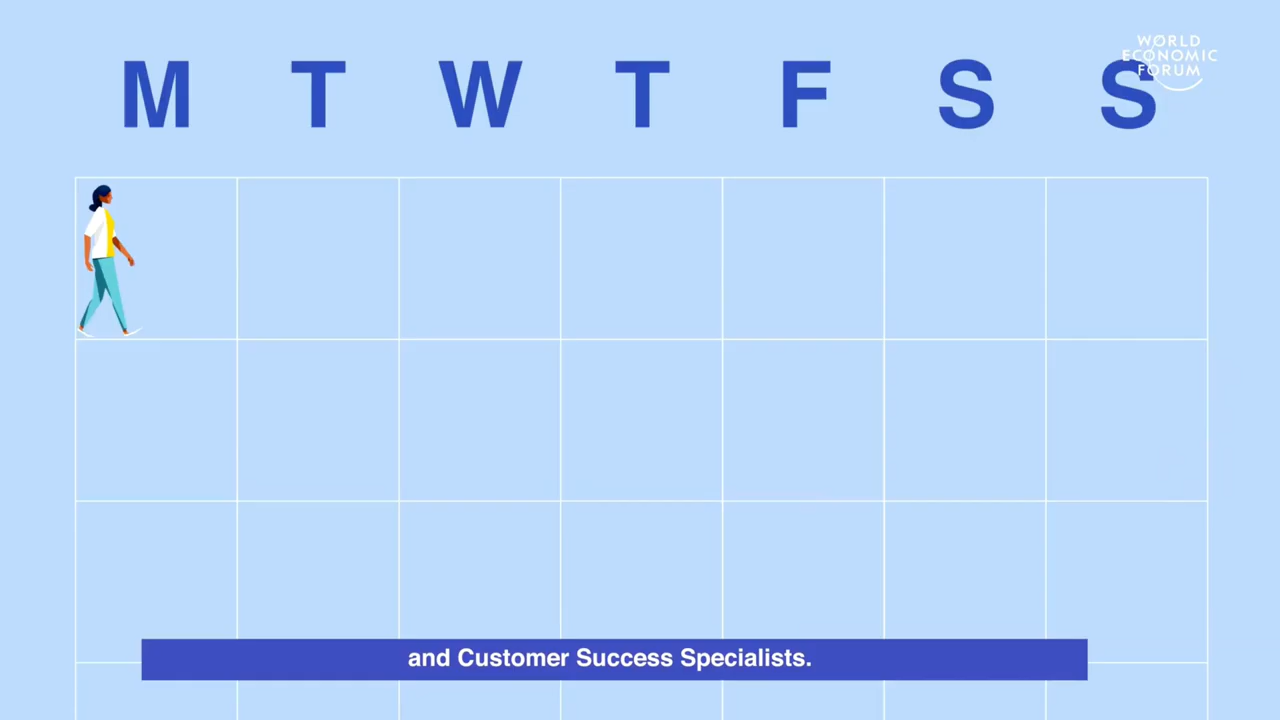 M T W T F S S
WORLD
ECONOMIC
FORUM
and Customer Success Specialists.